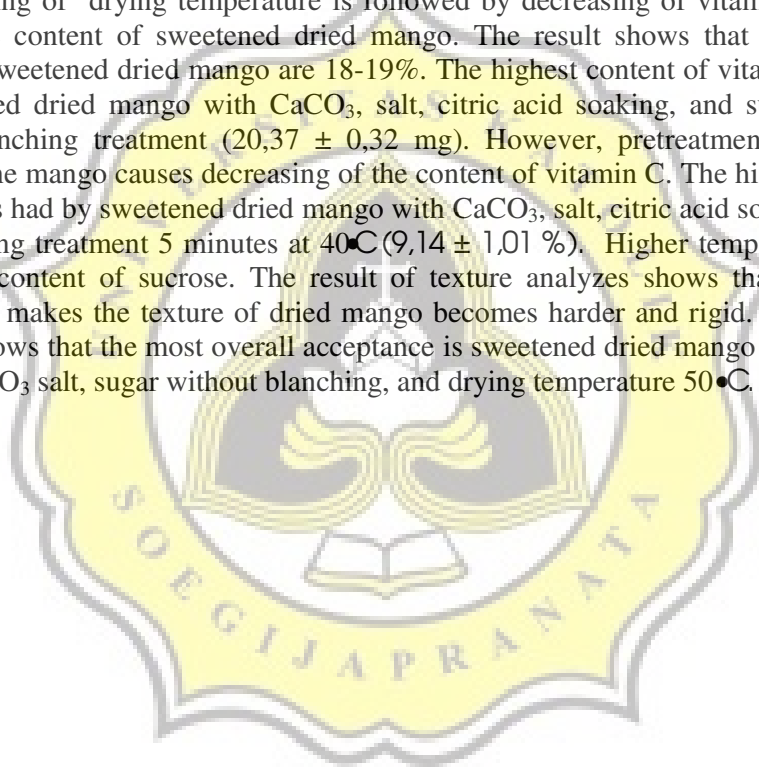 ing of drying temperature is followed by decreasing of vitam
content of sweetened dried mango. The result shows that
weetened dried mango are 18-19%. The highest content of vita
ed dried mango with CaCO₃, salt, citric acid soaking, and s
nching treatment (20,37 ± 0,32 mg). However, pretreatment
he mango causes decreasing of the content of vitamin C. The hi
s had by sweetened dried mango with CaCO₃, salt, citric acid so
ng treatment 5 minutes at 40•C (9,14 ± 1,01 %). Higher temp
content of sucrose. The result of texture analyzes shows tha
makes the texture of dried mango becomes harder and rigid.
ows that the most overall acceptance is sweetened dried mango
O₃ salt, sugar without blanching, and drying temperature 50•C.
UNIVERSITAS KATOLIK
SOEGIJAPRANATA